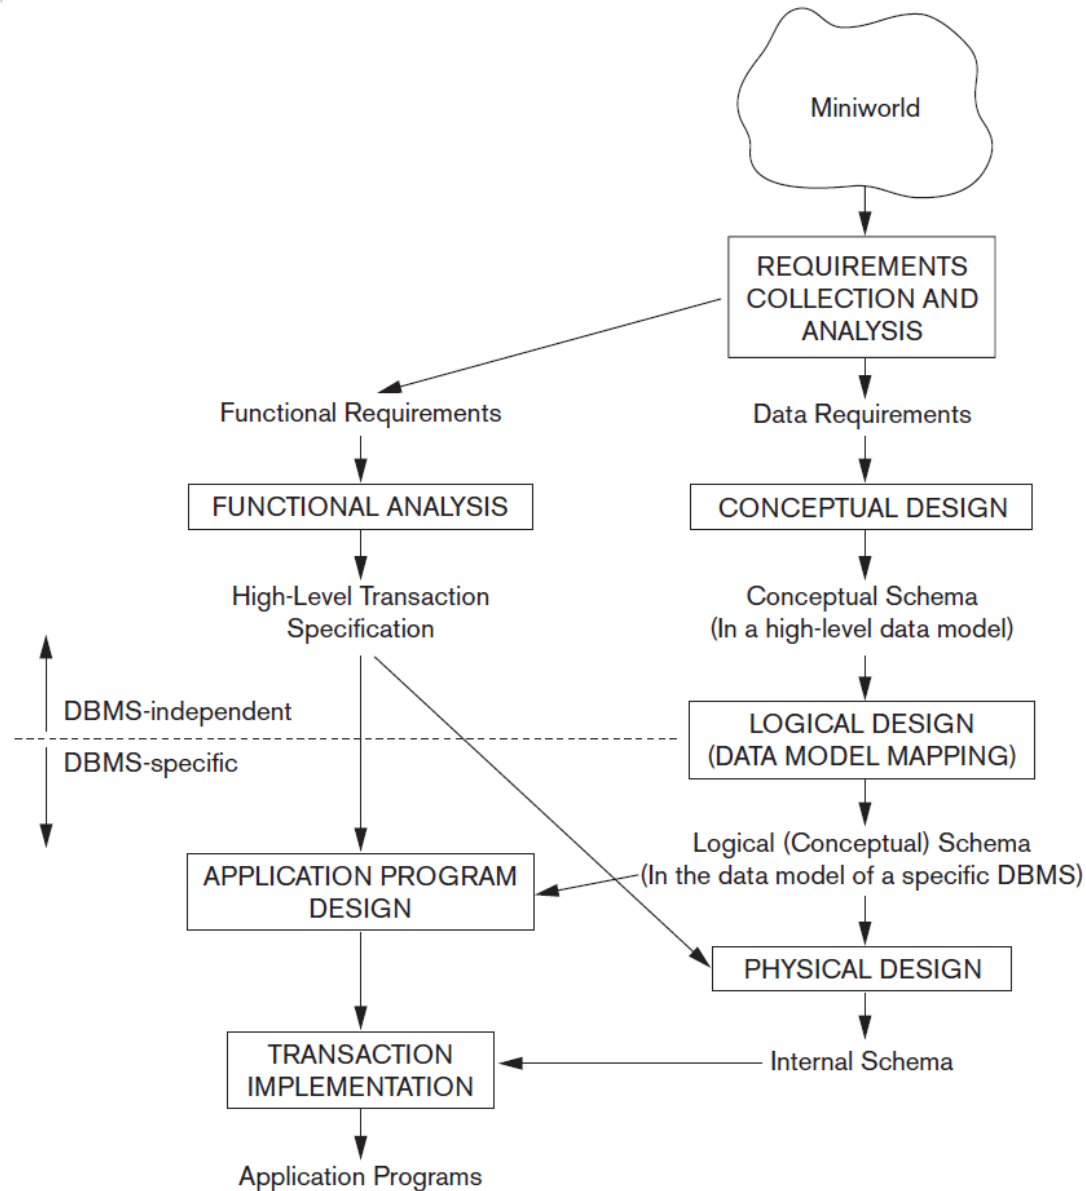 Miniworld
REQUIREMENTS
COLLECTION AND
ANALYSIS
Functional Requirements
Data Requirements
FUNCTIONAL ANALYSIS
CONCEPTUAL DESIGN
High-Level Transaction
Specification
Conceptual Schema
(In a high-level data model)
DBMS-independent
LOGICAL DESIGN
(DATA MODEL MAPPING)
DBMS-specific
Logical (Conceptual) Schema
(In the data model of a specific DBMS)
APPLICATION PROGRAM
DESIGN
PHYSICAL DESIGN
TRANSACTION
IMPLEMENTATION
Internal Schema
Application Programs